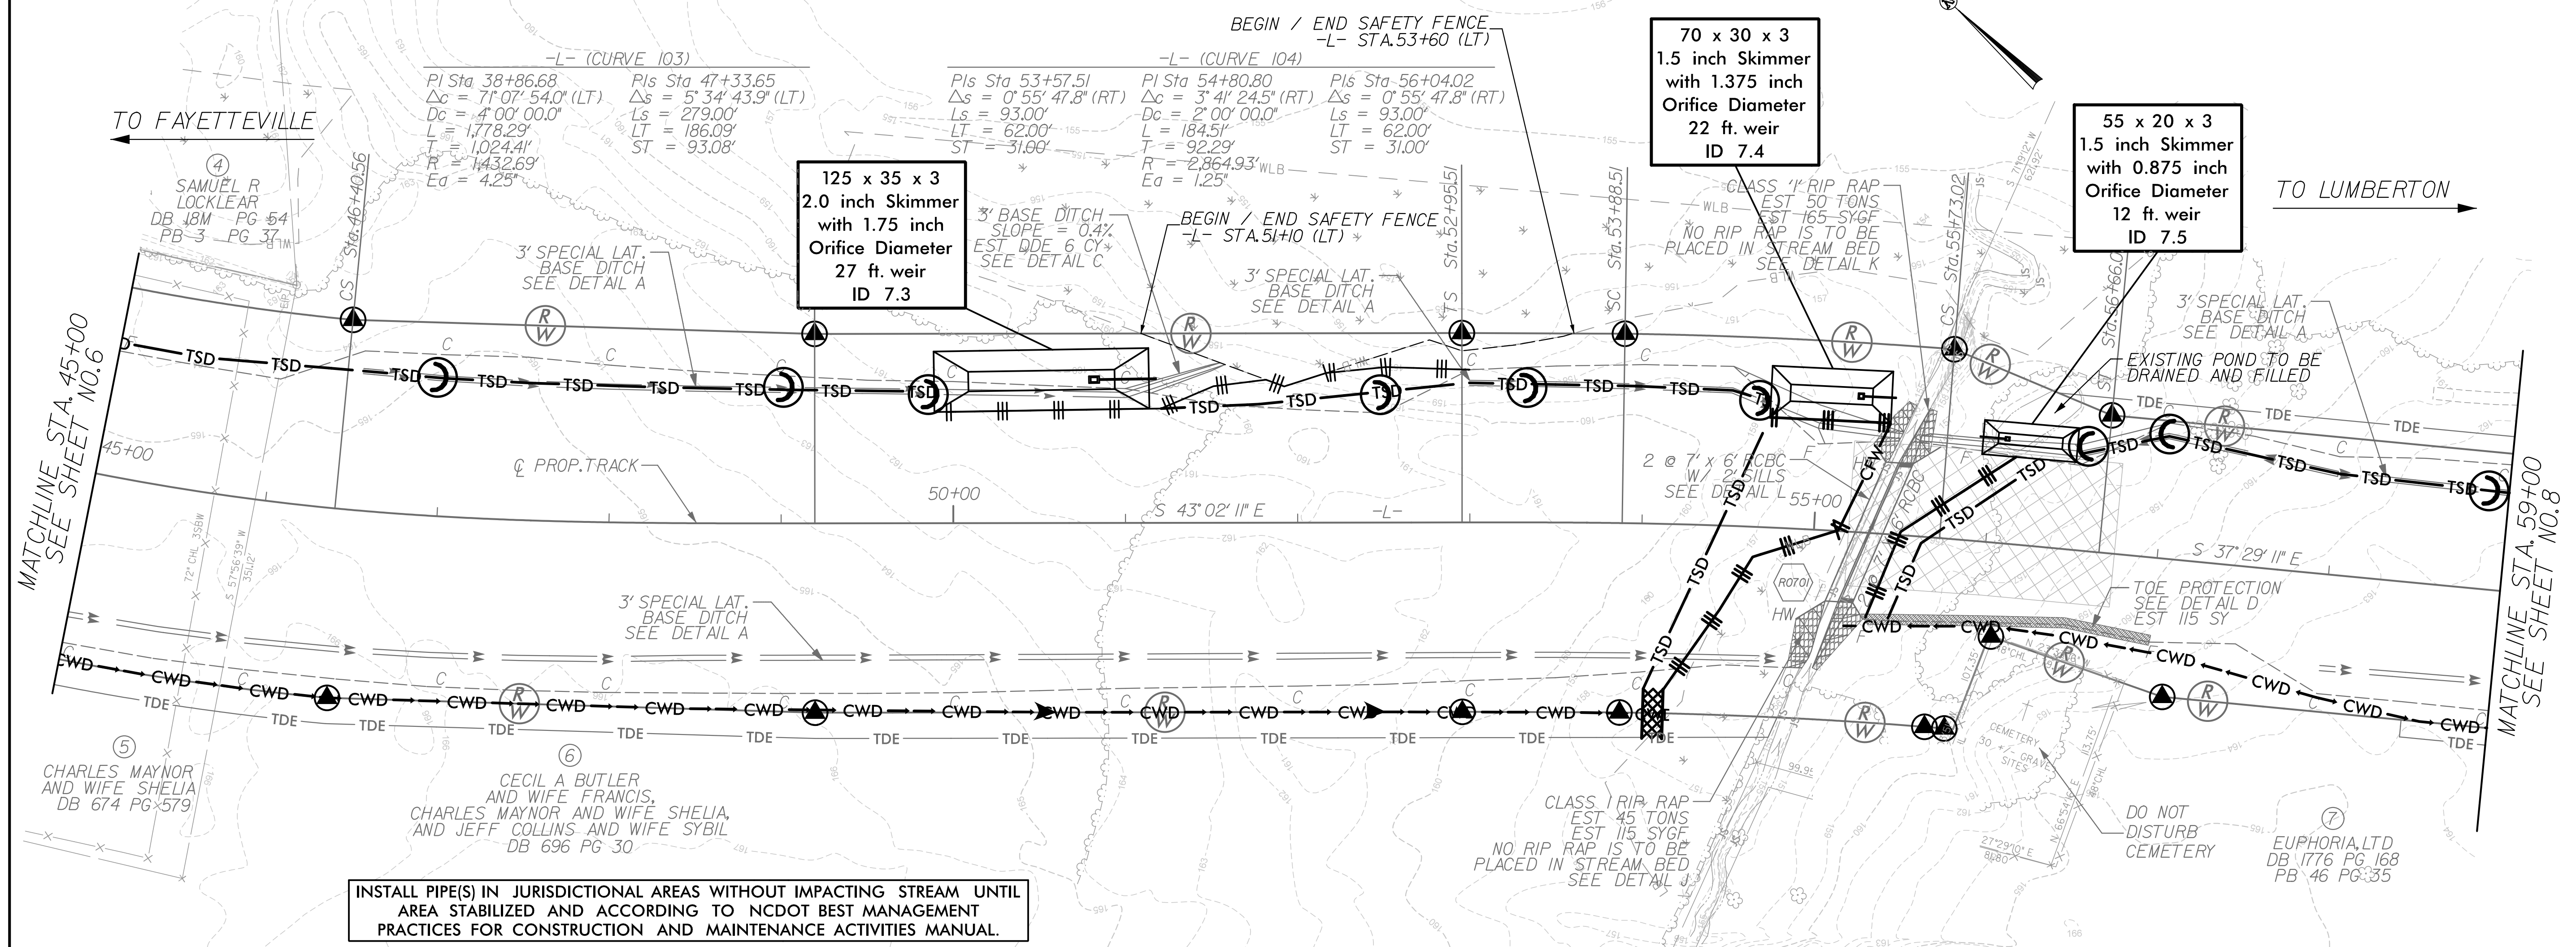 BEGIN / END SAFETY FENCE
-L- STA.53+60 (LT)
-L- (CURVE 103)
PI Sta 38+86.68
Δc = 71° 07' 54.0" (LT)
Dc = 4° 00' 00.0"
L = 1,778.29'
T = 1,024.41'
R = 1,432.69'
Ea = 4.25"
PIs Sta 47+33.65
Δs = 5° 34' 43.9" (LT)
Ls = 279.00'
LT = 186.09'
ST = 93.08'
-L- (CURVE 104)
PIs Sta 53+57.51
Δs = 0° 55' 47.8" (RT)
Ls = 93.00'
LT = 62.00'
ST = 31.00'
PI Sta 54+80.80
Δc = 3° 41' 24.5" (RT)
Dc = 2° 00' 00.0"
L = 184.51'
T = 92.29'
R = 2,864.93'
Ea = 1.25"
PIs Sta 56+04.02
Δs = 0° 55' 47.8" (RT)
Ls = 93.00'
LT = 62.00'
ST = 31.00'
70 x 30 x 3
1.5 inch Skimmer
with 1.375 inch
Orifice Diameter
22 ft. weir
ID 7.4
55 x 20 x 3
1.5 inch Skimmer
with 0.875 inch
Orifice Diameter
12 ft. weir
ID 7.5
125 x 35 x 3
2.0 inch Skimmer
with 1.75 inch
Orifice Diameter
27 ft. weir
ID 7.3
TO FAYETTEVILLE
TO LUMBERTON
4
SAMUEL R
LOCKLEAR
DB 18M PG 54
PB 3 PG 37
CS Sta.46+40.56
3' SPECIAL LAT.
BASE DITCH
SEE DETAIL A
3' BASE DITCH
SLOPE = 0.4%
EST DDE 6 CY
SEE DETAIL C
BEGIN / END SAFETY FENCE
-L- STA.51+10 (LT)
3' SPECIAL LAT.
BASE DITCH
SEE DETAIL A
TS Sta.52+95.51
SC Sta.53+88.51
CLASS 'I' RIP RAP
EST 50 TONS
EST 165 SYGF
NO RIP RAP IS TO BE
PLACED IN STREAM BED
SEE DETAIL K
CS Sta.55+73.02
S 71°19'12" W
621.92'
3' SPECIAL LAT.
BASE DITCH
SEE DETAIL A
EXISTING POND TO BE
DRAINED AND FILLED
MATCHLINE STA. 45+00
SEE SHEET NO.6
MATCHLINE STA. 59+00
SEE SHEET NO.8
45+00
℄ PROP.TRACK
50+00
S 43° 02' 11" E
-L-
55+00
S 37° 29' 11" E
2 @ 7' x 6' RCBC
W/ 2' SILLS
SEE DETAIL L
R0701
HW
72" CHL 3SBW
S 57°56'39" W
351.12'
3' SPECIAL LAT.
BASE DITCH
SEE DETAIL A
TOE PROTECTION
SEE DETAIL D
EST 115 SY
5
CHARLES MAYNOR
AND WIFE SHELIA
DB 674 PG 579
6
CECIL A BUTLER
AND WIFE FRANCIS,
CHARLES MAYNOR AND WIFE SHELIA,
AND JEFF COLLINS AND WIFE SYBIL
DB 696 PG 30
CLASS I RIP RAP
EST 45 TONS
EST 115 SYGF
NO RIP RAP IS TO BE
PLACED IN STREAM BED
SEE DETAIL J
CEMETERY
30 +/- GRAVE
SITES
DO NOT
DISTURB
CEMETERY
7
EUPHORIA,LTD
DB 1776 PG 168
PB 46 PG 35
INSTALL PIPE(S) IN JURISDICTIONAL AREAS WITHOUT IMPACTING STREAM UNTIL
AREA STABILIZED AND ACCORDING TO NCDOT BEST MANAGEMENT
PRACTICES FOR CONSTRUCTION AND MAINTENANCE ACTIVITIES MANUAL.